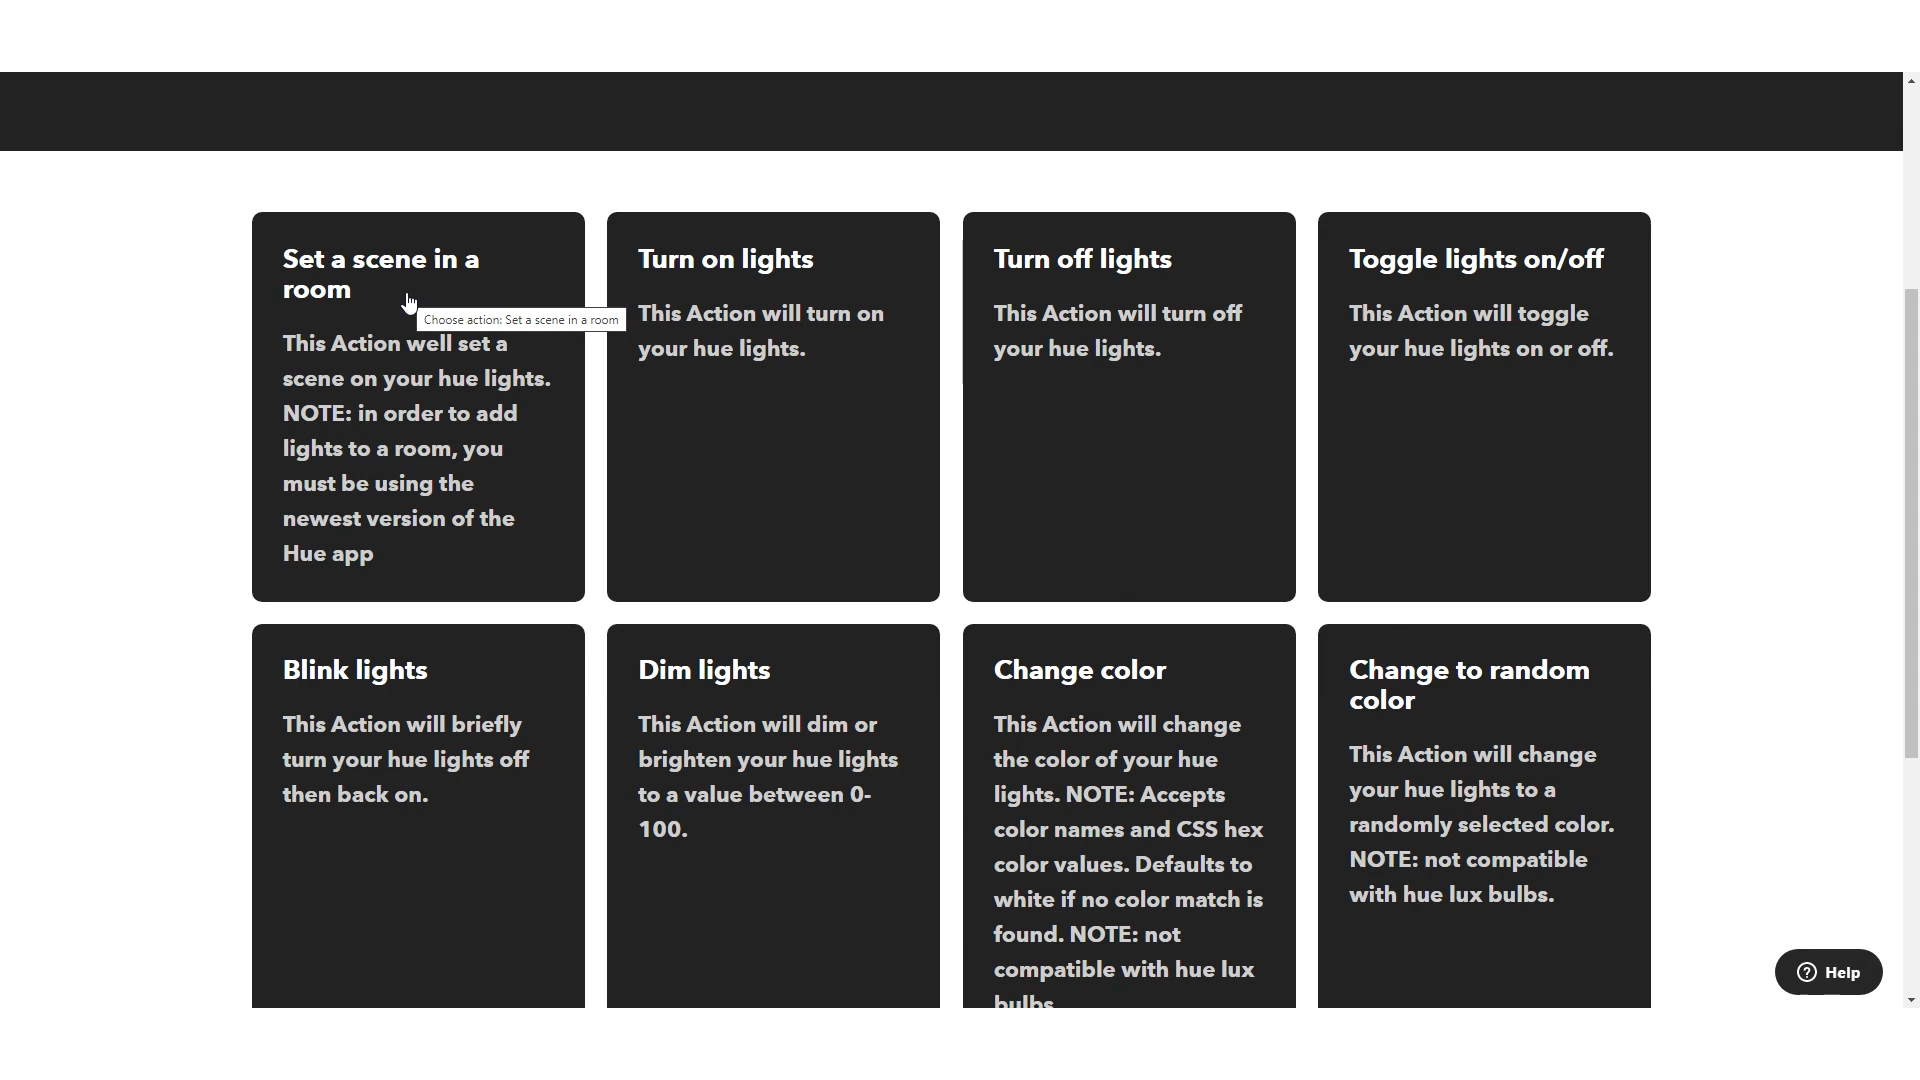 Set a scene in a
room
Choose action: Set a scene in a room
This Action well set a
scene on your hue lights.
NOTE: in order to add
lights to a room, you
must be using the
newest version of the
Hue app
Turn on lights
This Action will turn on
your hue lights.
Turn off lights
This Action will turn off
your hue lights.
Toggle lights on/off
This Action will toggle
your hue lights on or off.
Blink lights
This Action will briefly
turn your hue lights off
then back on.
Dim lights
This Action will dim or
brighten your hue lights
to a value between 0-
100.
Change color
This Action will change
the color of your hue
lights. NOTE: Accepts
color names and CSS hex
color values. Defaults to
white if no color match is
found. NOTE: not
compatible with hue lux
bulbs
Change to random
color
This Action will change
your hue lights to a
randomly selected color.
NOTE: not compatible
with hue lux bulbs.
Help